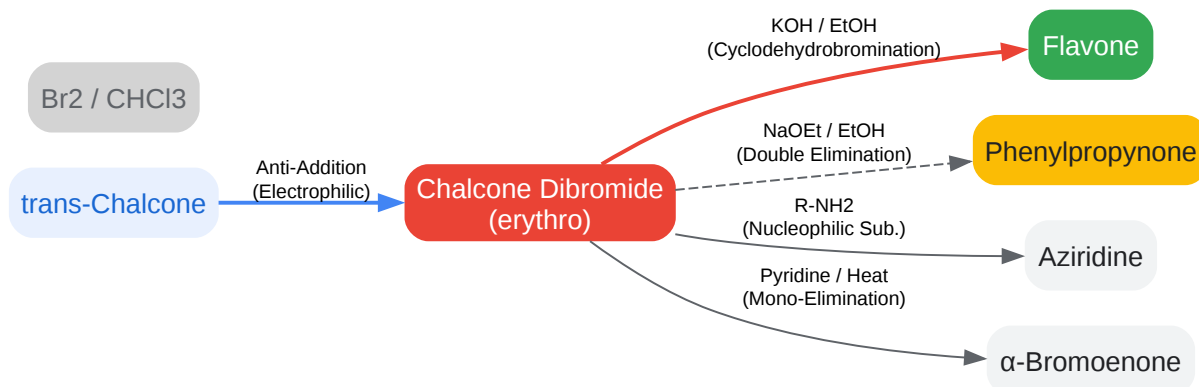 KOH / EtOH
(Cyclodehydrobromination)
Flavone
Br2 / CHCl3
NaOEt / EtOH
(Double Elimination)
Phenylpropynone
Anti-Addition
(Electrophilic)
trans-Chalcone
Chalcone Dibromide
(erythro)
R-NH2
(Nucleophilic Sub.)
Aziridine
Pyridine / Heat
(Mono-Elimination)
α-Bromoenone